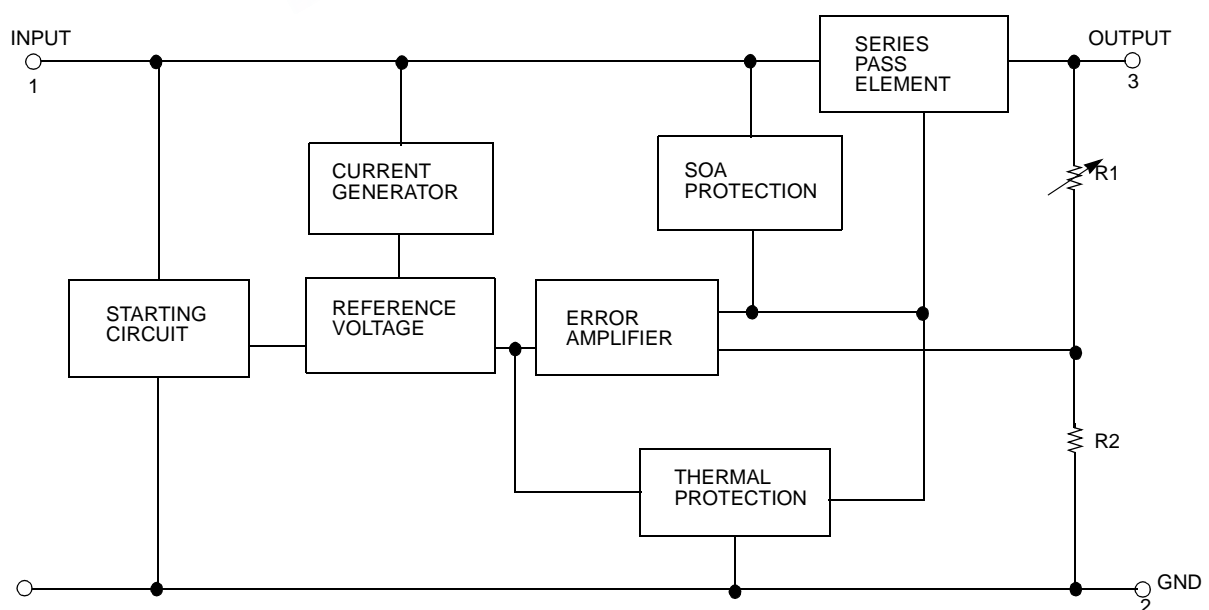 INPUT
1
SERIES
PASS
ELEMENT
OUTPUT
3
CURRENT
GENERATOR
SOA
PROTECTION
R1
STARTING
CIRCUIT
REFERENCE
VOLTAGE
ERROR
AMPLIFIER
R2
THERMAL
PROTECTION
GND
2